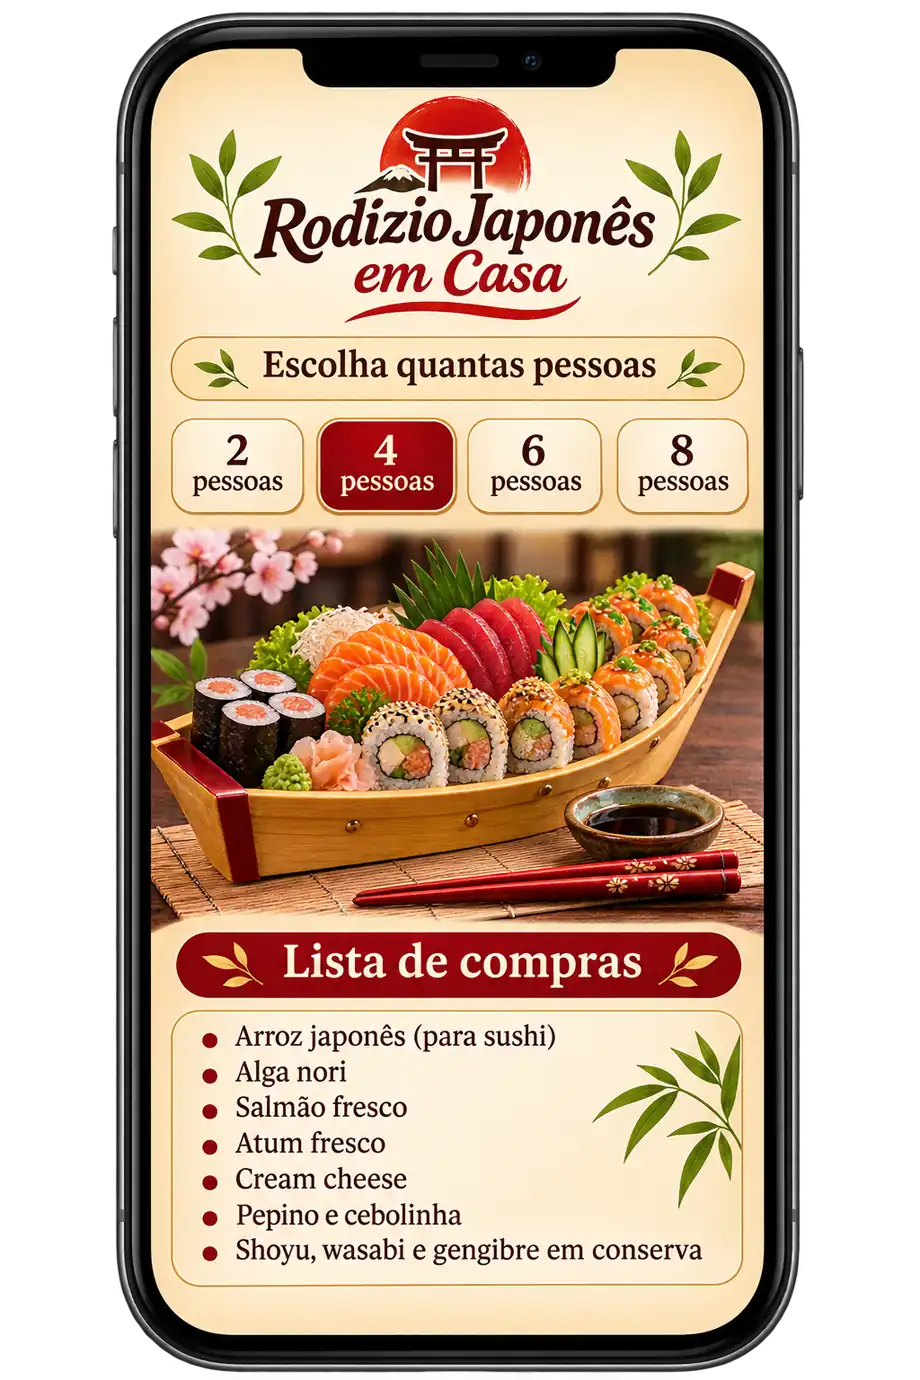 Rodízio Japonês
em Casa
Escolha quantas pessoas
2
pessoas
4
pessoas
6
pessoas
8
pessoas
Lista de compras
Arroz japonês (para sushi)
Alga nori
Salmão fresco
Atum fresco
Cream cheese
Pepino e cebolinha
Shoyu, wasabi e gengibre em conserva